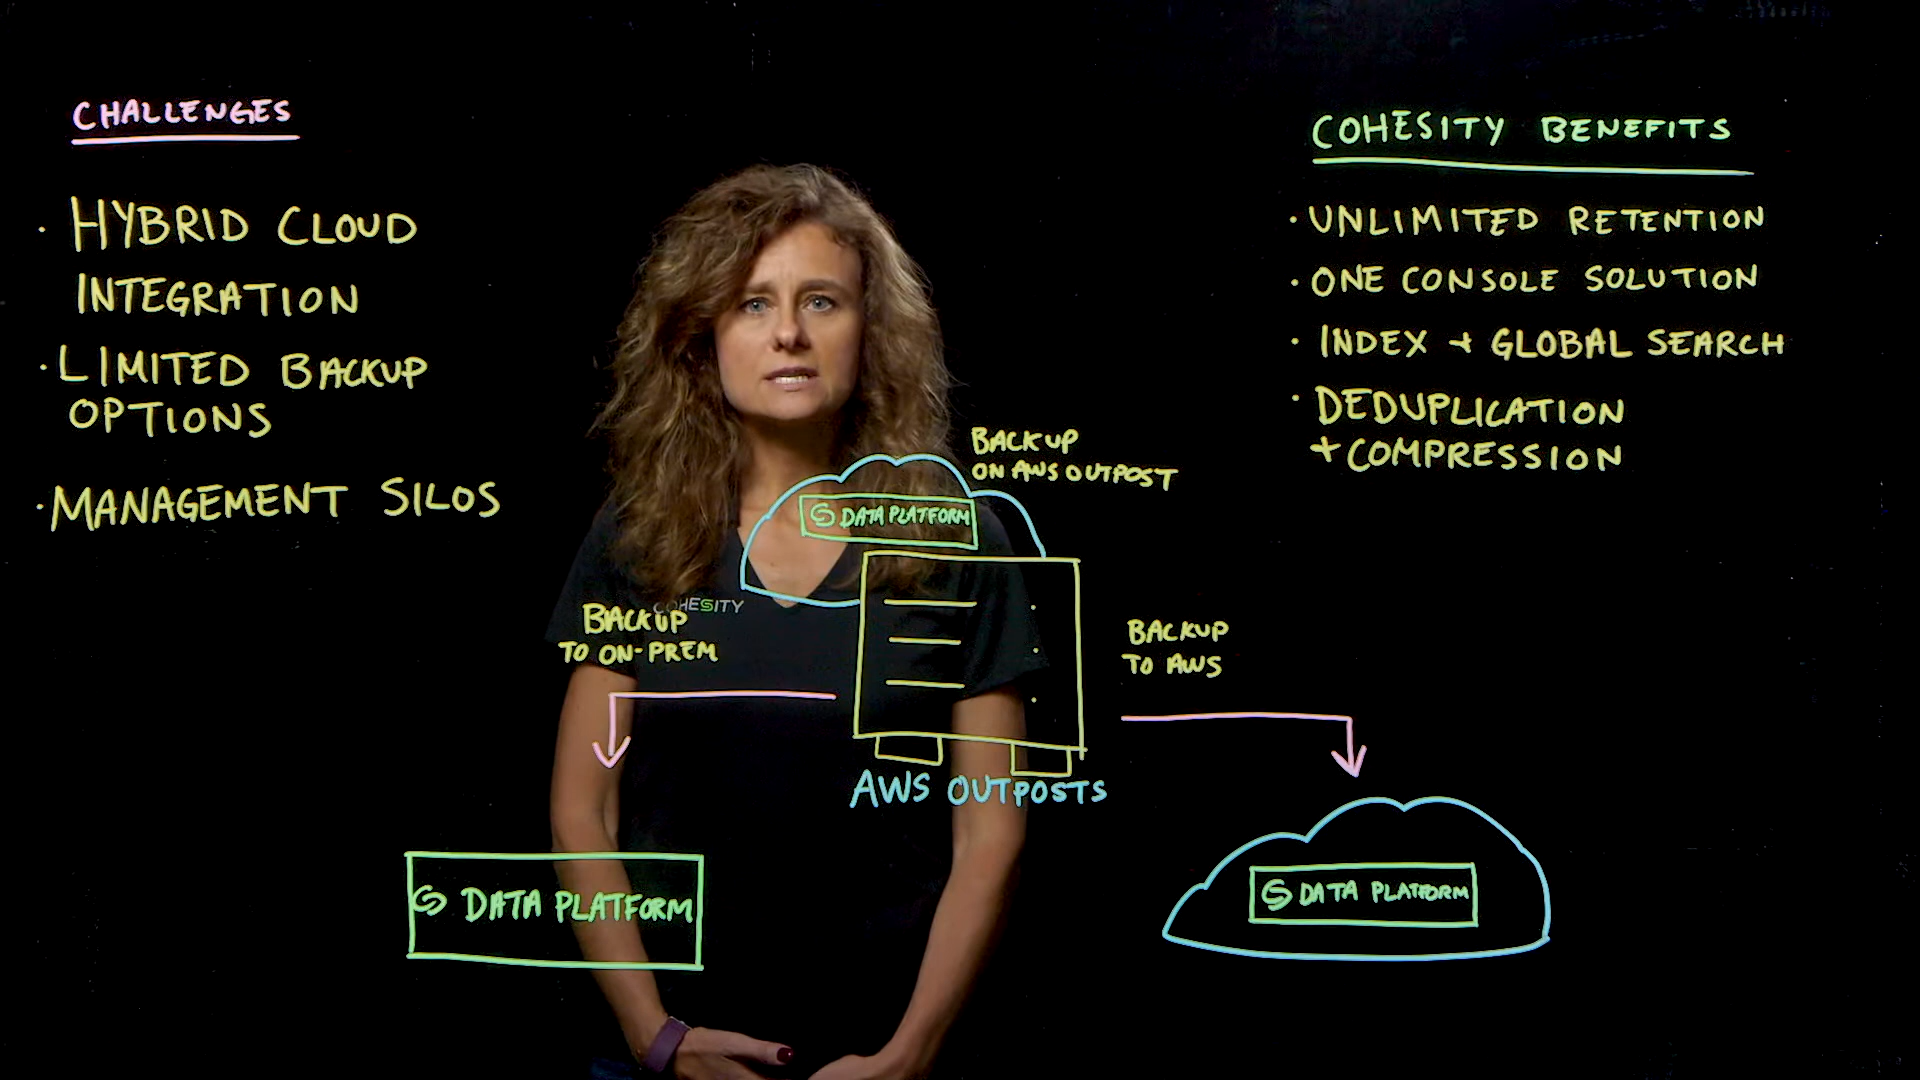 CHALLENGES
· HYBRID CLOUD
INTEGRATION
· LIMITED BACKUP
OPTIONS
· MANAGEMENT SILOS
COHESITY BENEFITS
· UNLIMITED RETENTION
· ONE CONSOLE SOLUTION
· INDEX + GLOBAL SEARCH
· DEDUPLICATION
+ COMPRESSION
BACKUP
ON AWS OUTPOST
DATA PLATFORM
COHESITY
BACKUP
TO ON-PREM
BACKUP
TO AWS
AWS OUTPOSTS
DATA PLATFORM
DATA PLATFORM